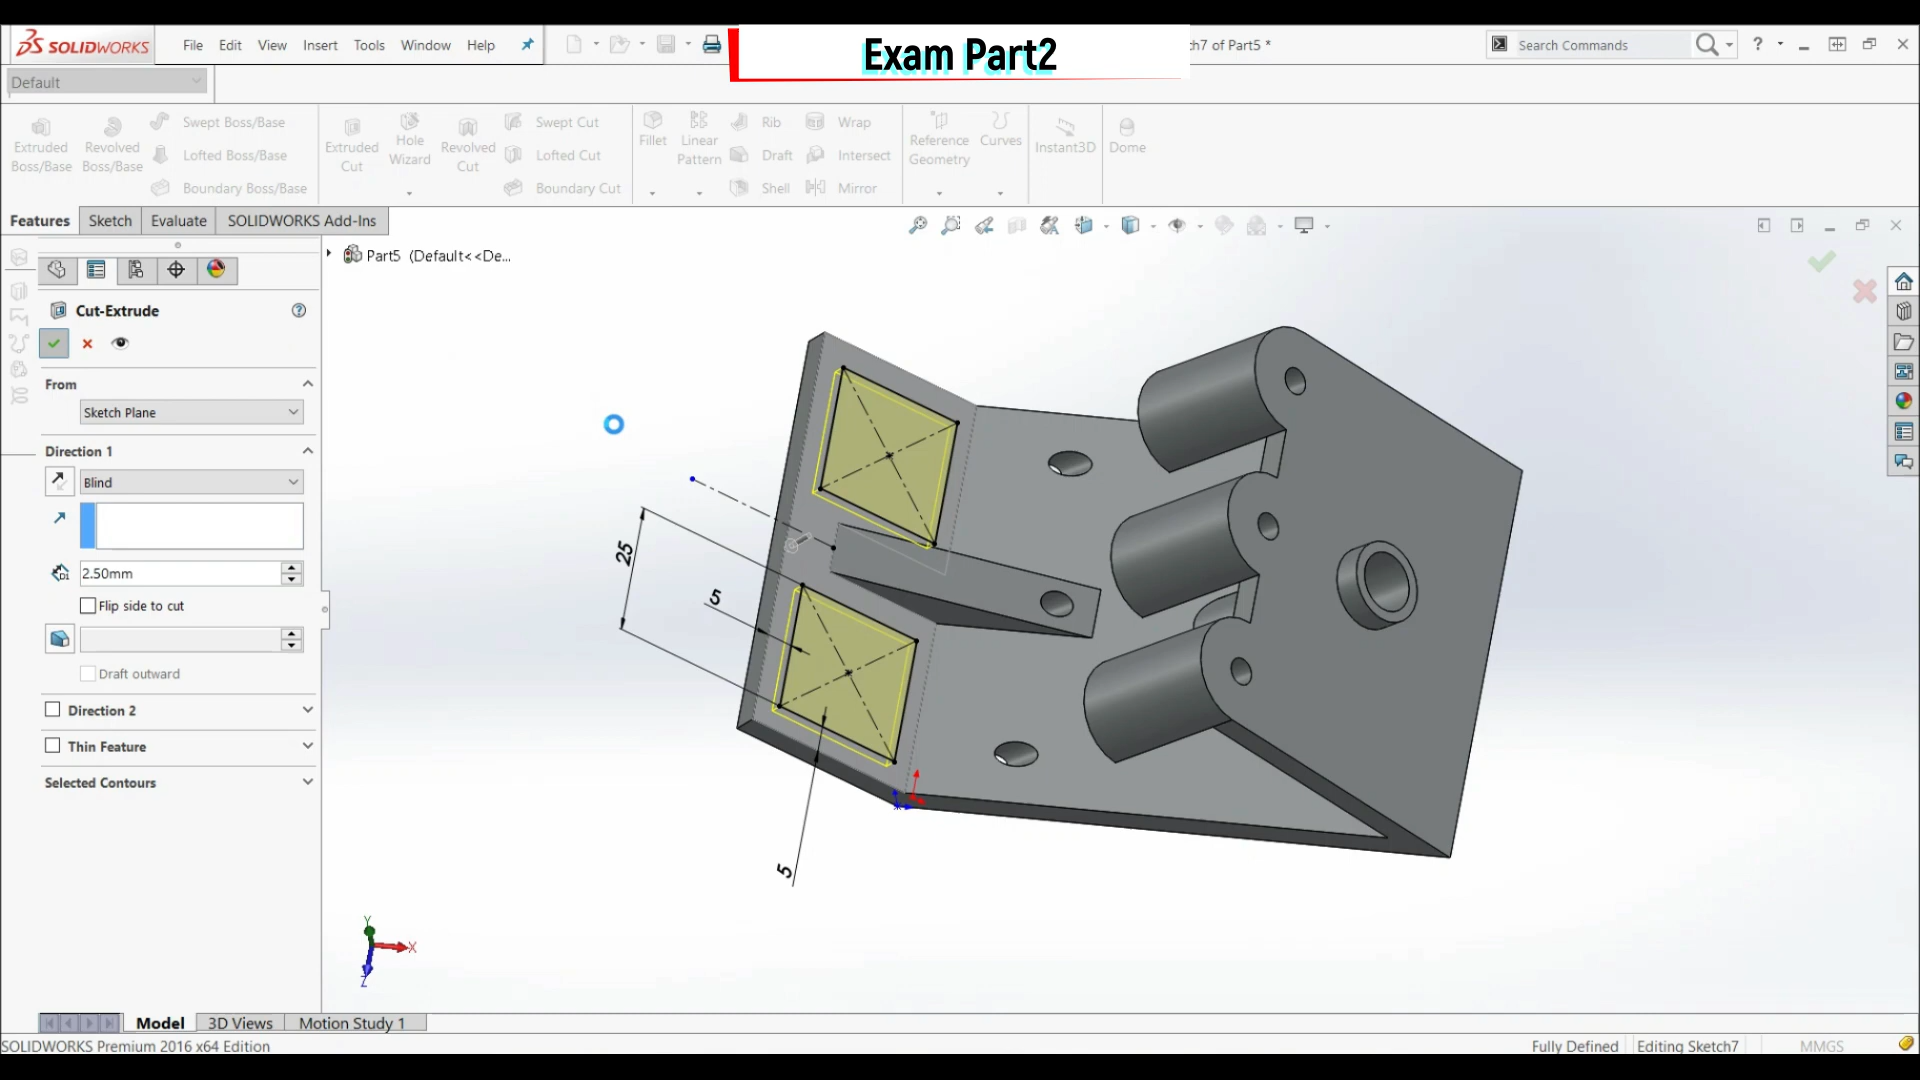 SOLIDWORKS
File Edit View Insert Tools Window Help
Exam Part2
ch7 of Part5 *
Search Commands
?
Default
Extruded Boss/Base
Revolved Boss/Base
Swept Boss/Base
Lofted Boss/Base
Boundary Boss/Base
Extruded Cut
Hole Wizard
Revolved Cut
Swept Cut
Lofted Cut
Boundary Cut
Fillet
Linear Pattern
Rib
Draft
Shell
Wrap
Intersect
Mirror
Reference Geometry
Curves
Instant3D
Dome
Features Sketch Evaluate SOLIDWORKS Add-Ins
Part5 (Default<<De...
Cut-Extrude
From
Sketch Plane
Direction 1
Blind
D1
2.50mm
Flip side to cut
Draft outward
Direction 2
Thin Feature
Selected Contours
25
5
5
Y
X
Z
Model 3D Views Motion Study 1
SOLIDWORKS Premium 2016 x64 Edition
Fully Defined Editing Sketch7 MMGS